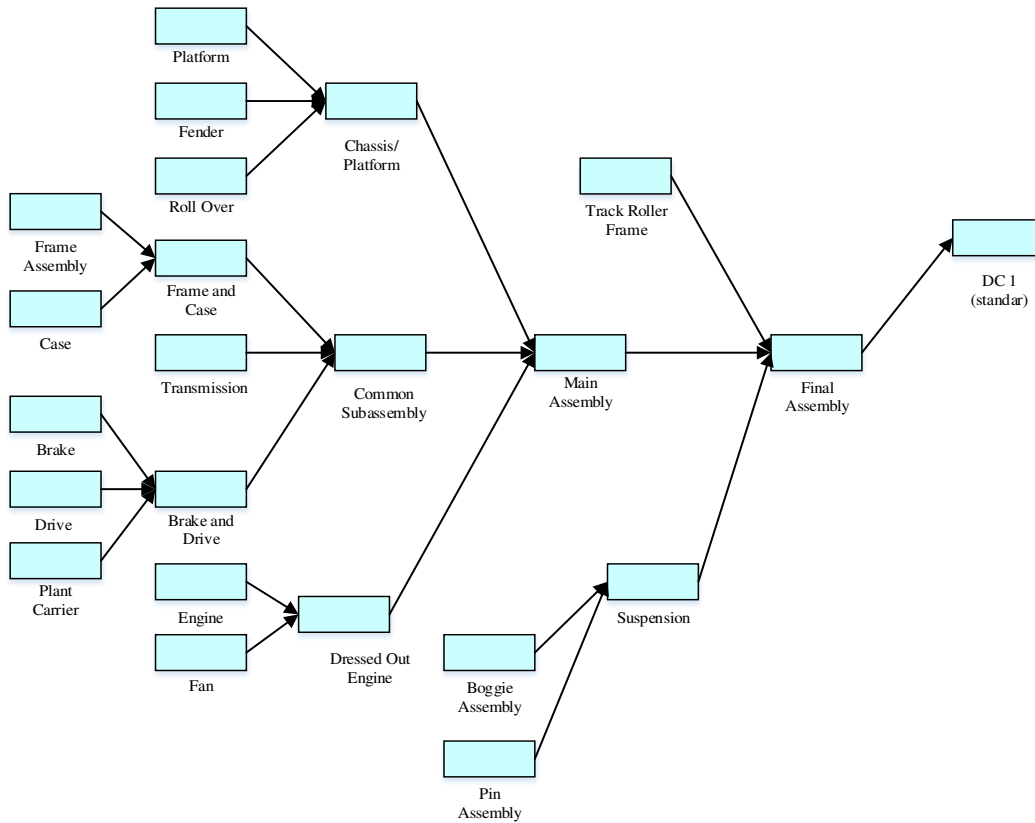 Platform
Fender
Roll Over
Chassis/
Platform
Track Roller
Frame
DC 1
(standar)
Frame
Assembly
Case
Frame and
Case
Transmission
Common
Subassembly
Main
Assembly
Final
Assembly
Brake
Drive
Plant
Carrier
Brake and
Drive
Engine
Fan
Dressed Out
Engine
Suspension
Boggie
Assembly
Pin
Assembly